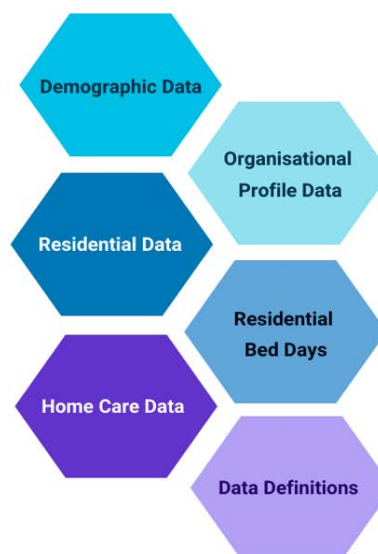 Demographic Data
Organisational
Profile Data
Residential Data
Residential
Bed Days
Home Care Data
Data Definitions